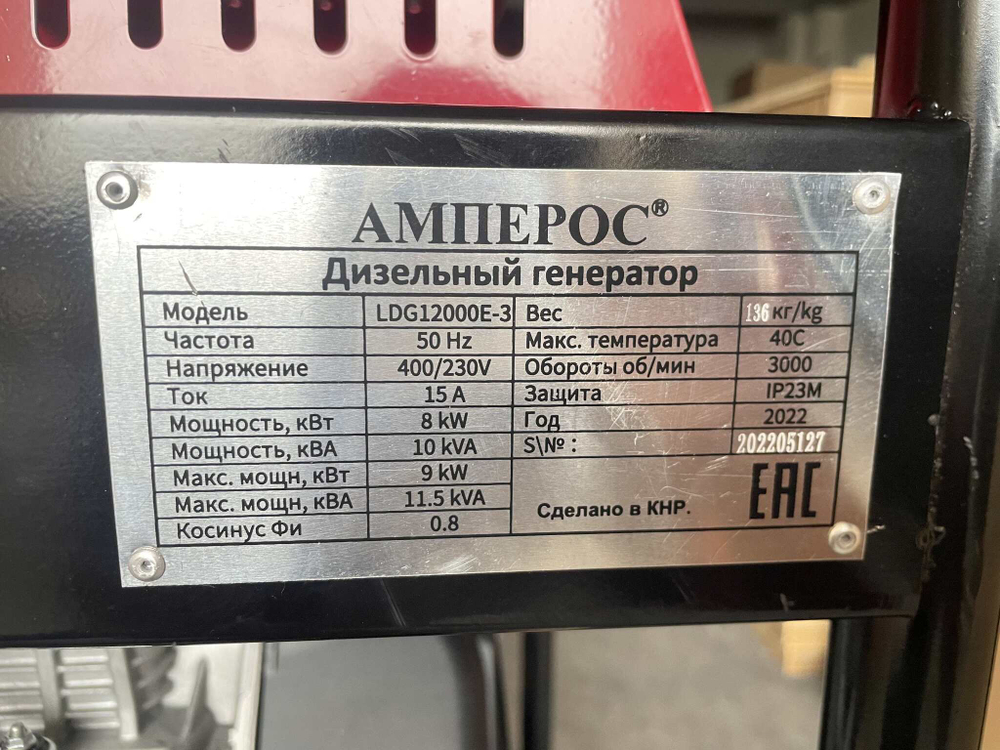 АМПЕРОС®
Дизельный генератор
Модель LDG12000E-3 Вес 136 кг/kg
Частота 50 Hz Макс. температура 40C
Напряжение 400/230V Обороты об/мин 3000
Ток 15 A Защита IP23M
Мощность, кВт 8 kW Год 2022
Мощность, кВА 10 kVA S\№ : 202205127
Макс. мощн, кВт 9 kW
Макс. мощн, кВА 11.5 kVA
Косинус Фи 0.8
Сделано в КНР. EAC